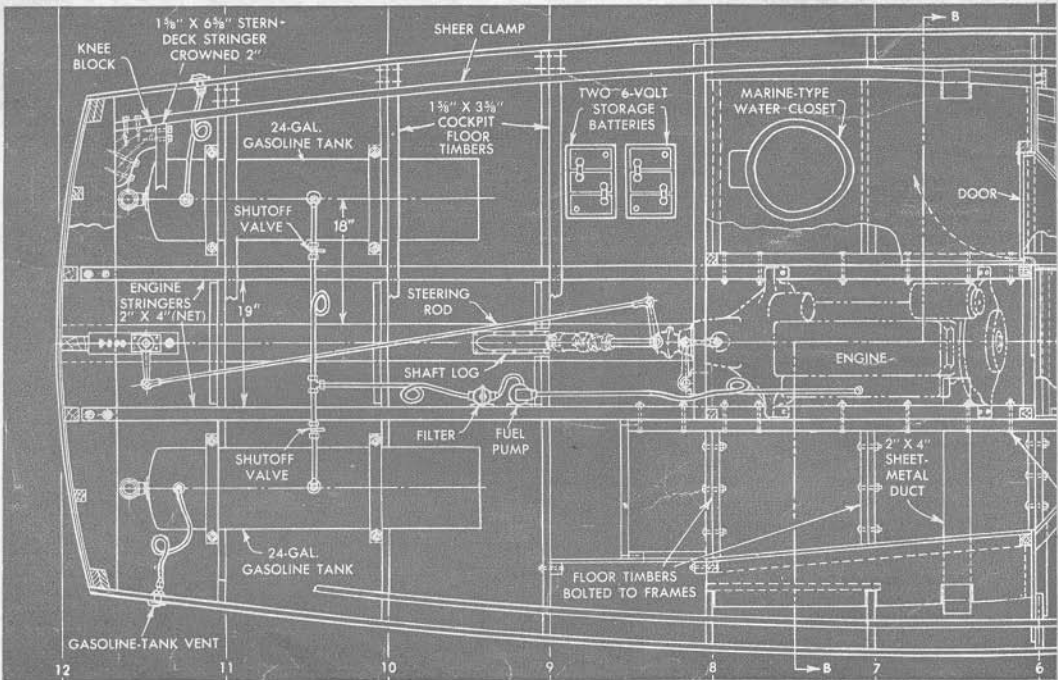 B
1⅝" X 6⅝" STERN-
DECK STRINGER
CROWNED 2"
KNEE
BLOCK
SHEER CLAMP
24-GAL.
GASOLINE TANK
1⅝" X 3⅝"
COCKPIT
FLOOR
TIMBERS
TWO 6-VOLT
STORAGE
BATTERIES
MARINE-TYPE
WATER CLOSET
DOOR
SHUTOFF
VALVE
18"
ENGINE
STRINGERS
2" X 4"(NET)
19"
STEERING
ROD
SHAFT LOG
ENGINE
FILTER
FUEL
PUMP
SHUTOFF
VALVE
2" X 4"
SHEET-
METAL
DUCT
24-GAL.
GASOLINE TANK
FLOOR TIMBERS
BOLTED TO FRAMES
GASOLINE-TANK VENT
12 11 10 9 8 B 7 6